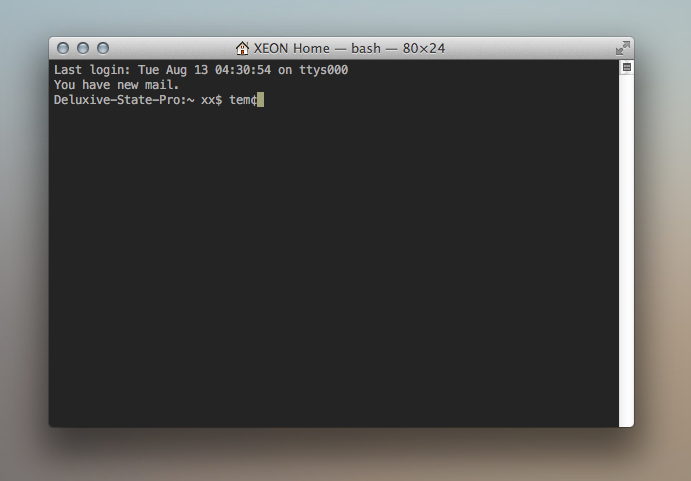 XEON Home — bash — 80×24
Last login: Tue Aug 13 04:30:54 on ttys000
You have new mail.
Deluxive-State-Pro:~ xx$ tem¢